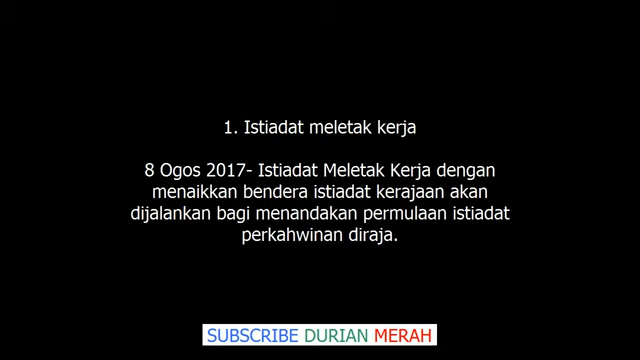 1. Istiadat meletak kerja
8 Ogos 2017- Istiadat Meletak Kerja dengan
menaikkan bendera istiadat kerajaan akan
dijalankan bagi menandakan permulaan istiadat
perkahwinan diraja.
SUBSCRIBE DURIAN MERAH